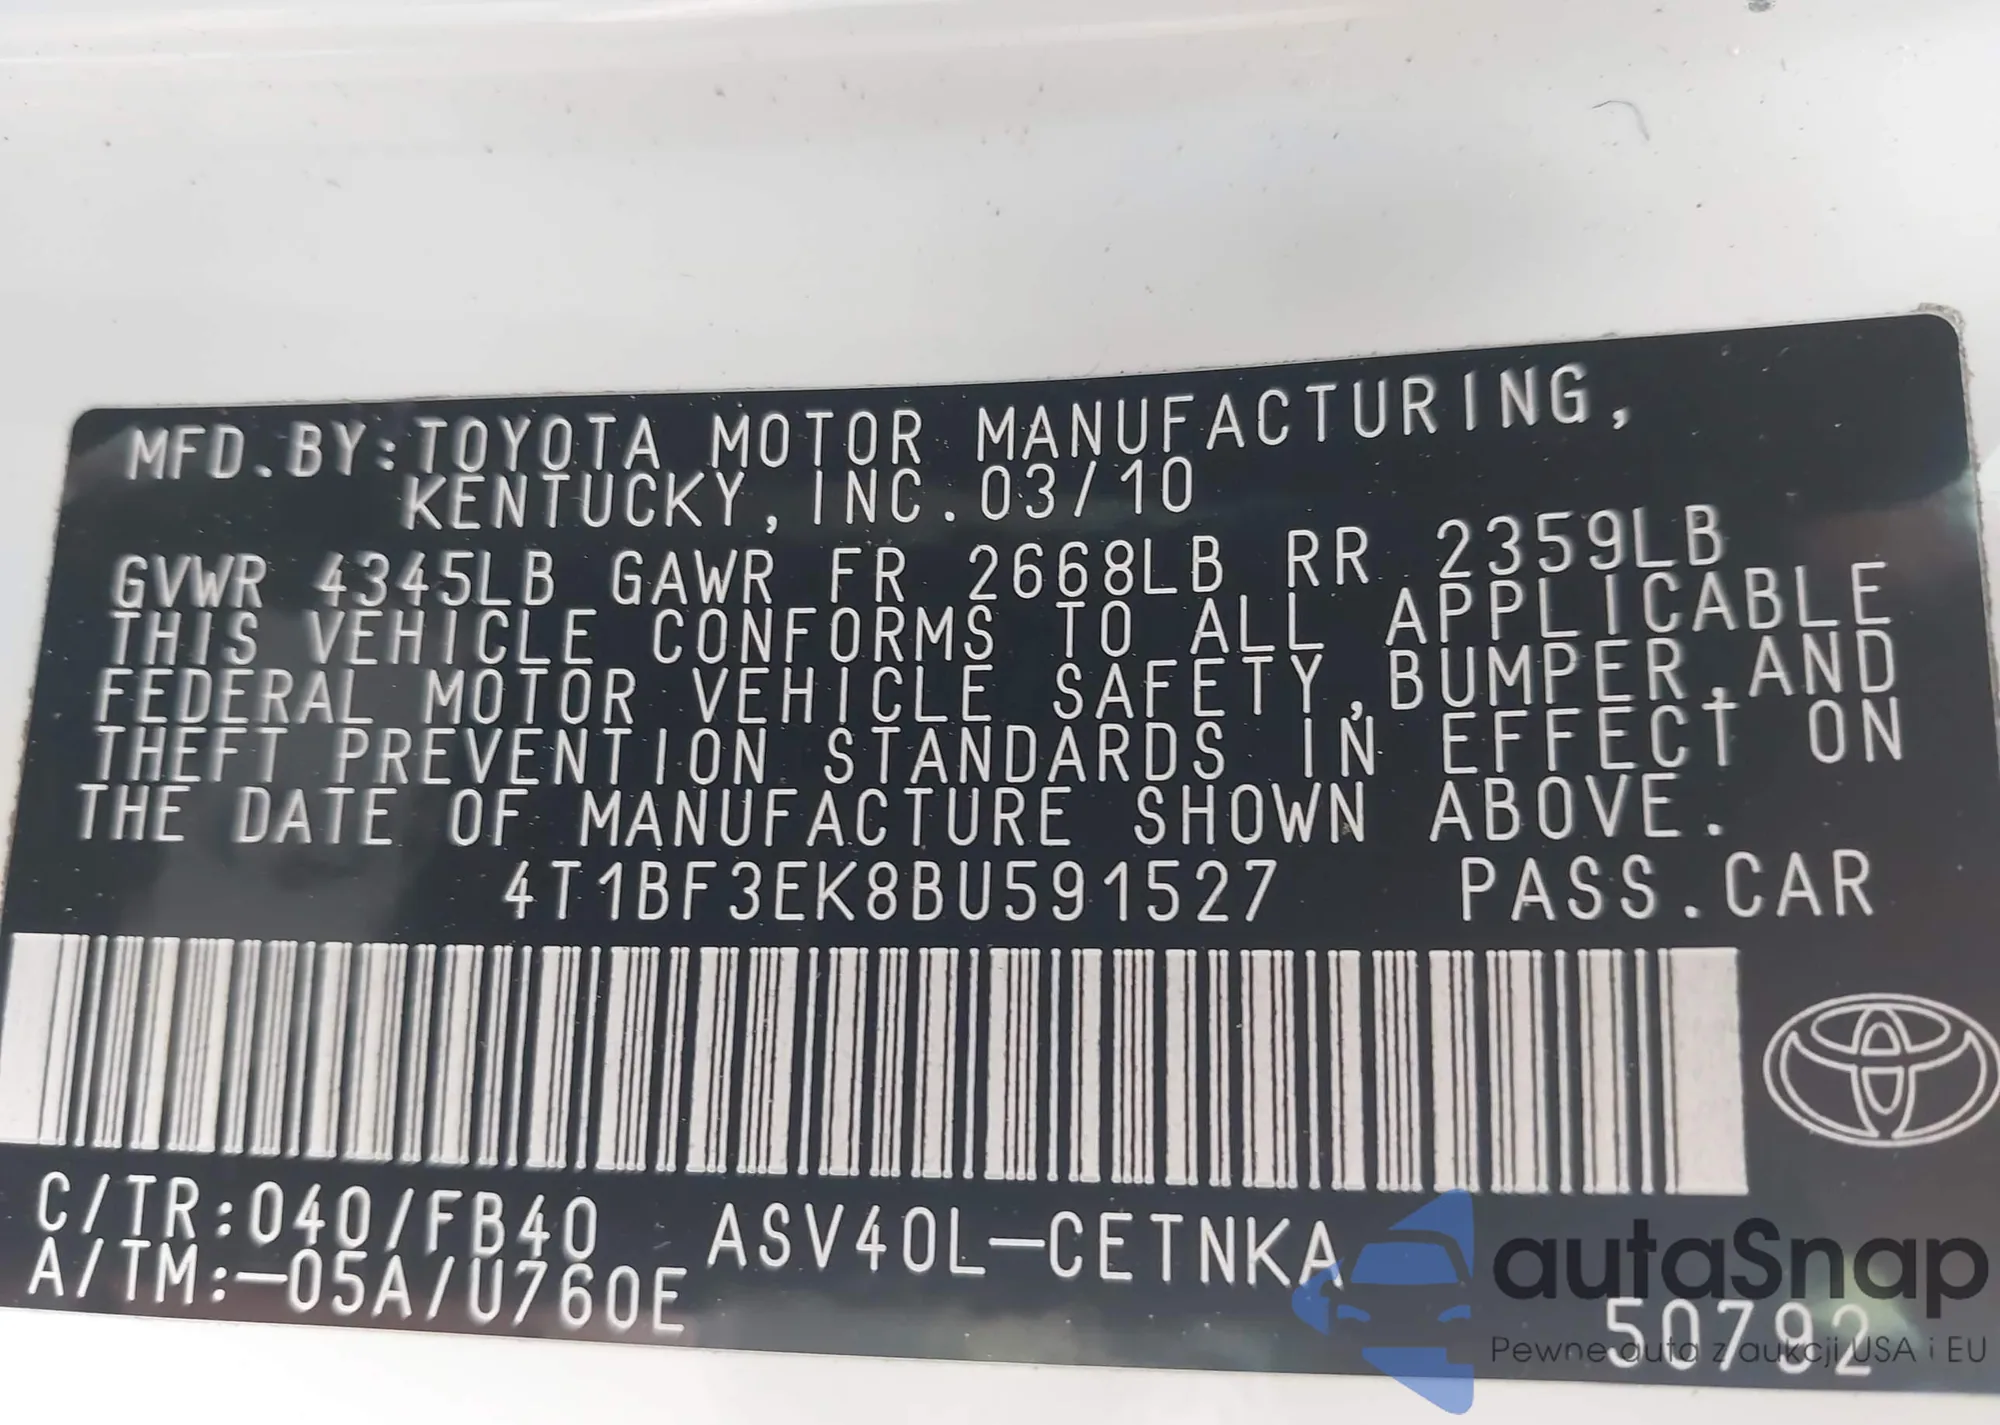 MFD.BY:TOYOTA MOTOR MANUFACTURING,
KENTUCKY, INC. 03/10
GVWR 4345LB GAWR FR 2668LB RR 2359LB
THIS VEHICLE CONFORMS TO ALL APPLICABLE
FEDERAL MOTOR VEHICLE SAFETY, BUMPER, AND
THEFT PREVENTION STANDARDS IN EFFECT ON
THE DATE OF MANUFACTURE SHOWN ABOVE.
4T1BF3EK8BU591527 PASS.CAR
C/TR:040/FB40 ASV40L-CETNKA
A/TM:-05A/U760E
50792
autaSnap
Pewne auta z aukcji USA i EU